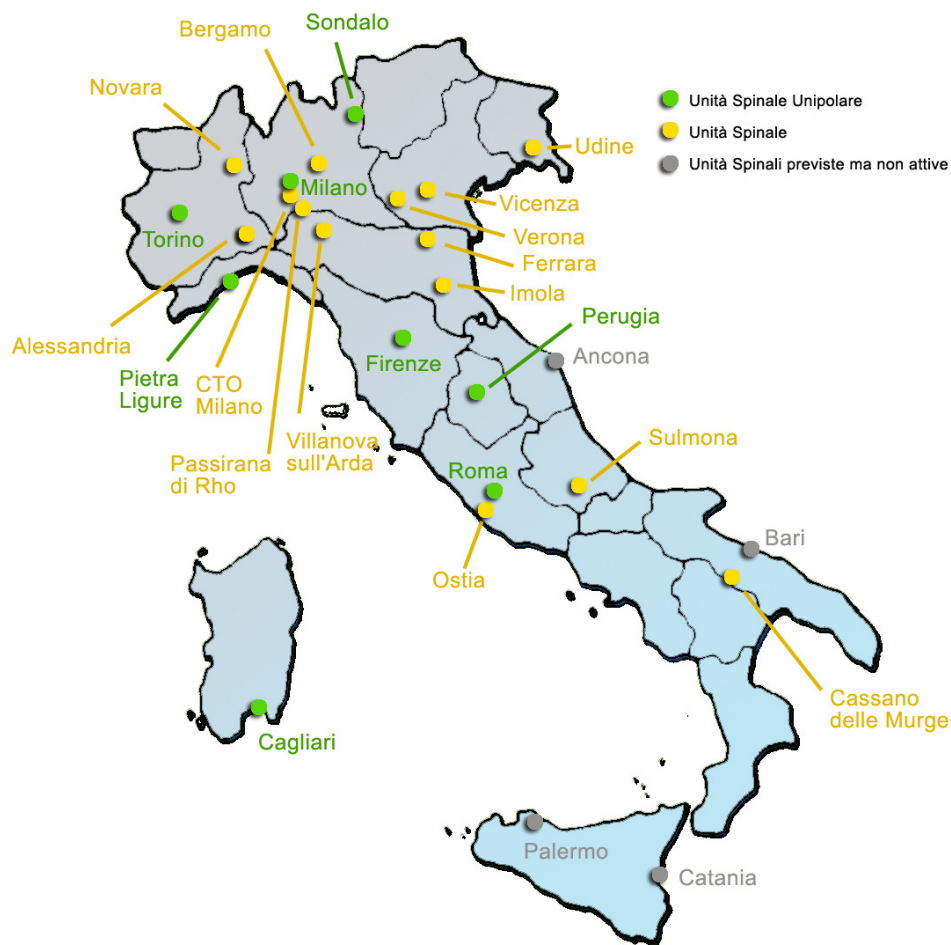 Sondalo
Bergamo
Novara
Unità Spinale Unipolare
Unità Spinale
Unità Spinali previste ma non attive
Udine
Milano
Vicenza
Torino
Verona
Ferrara
Imola
Perugia
Alessandria
Ancona
Firenze
Pietra
Ligure
CTO
Milano
Villanova
sull'Arda
Passirana
di Rho
Sulmona
Roma
Bari
Ostia
Cassano
delle Murge
Cagliari
Palermo
Catania